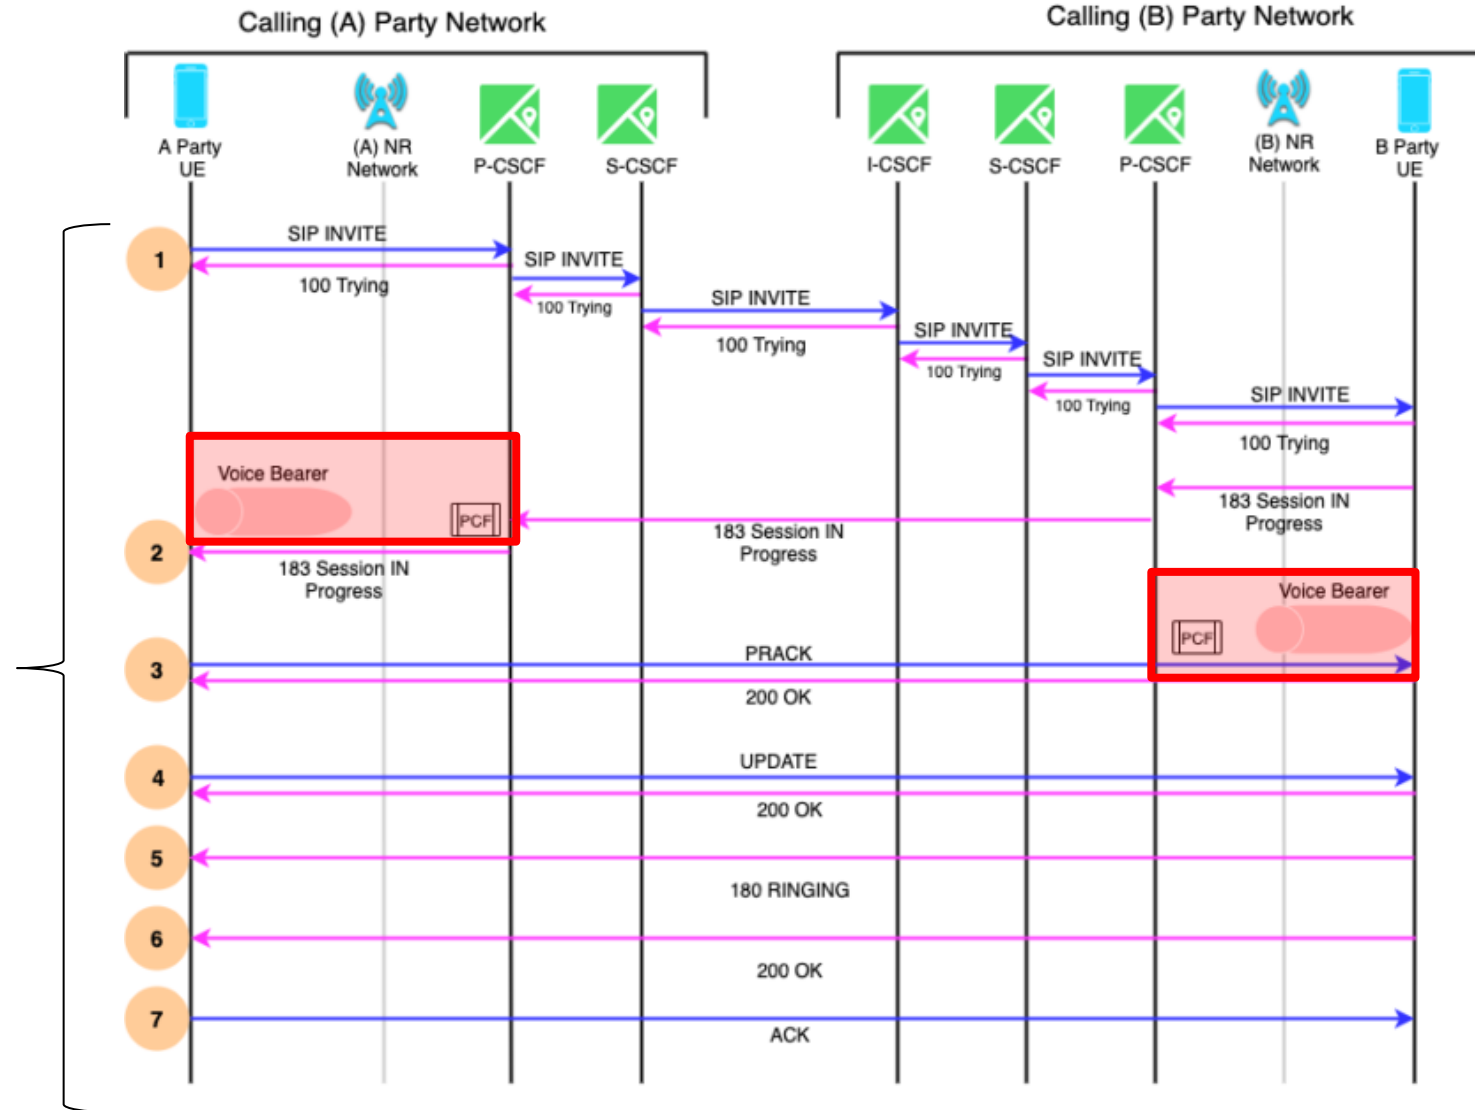 Calling (A) Party Network
Calling (B) Party Network
A Party
UE
(A) NR
Network
P-CSCF
S-CSCF
I-CSCF
S-CSCF
P-CSCF
(B) NR
Network
B Party
UE
1
SIP INVITE
100 Trying
SIP INVITE
100 Trying
SIP INVITE
100 Trying
SIP INVITE
100 Trying
SIP INVITE
100 Trying
SIP INVITE
100 Trying
183 Session IN
Progress
Voice Bearer
PCF
183 Session IN
Progress
2
183 Session IN
Progress
Voice Bearer
PCF
3
PRACK
200 OK
4
UPDATE
200 OK
5
180 RINGING
6
200 OK
7
ACK